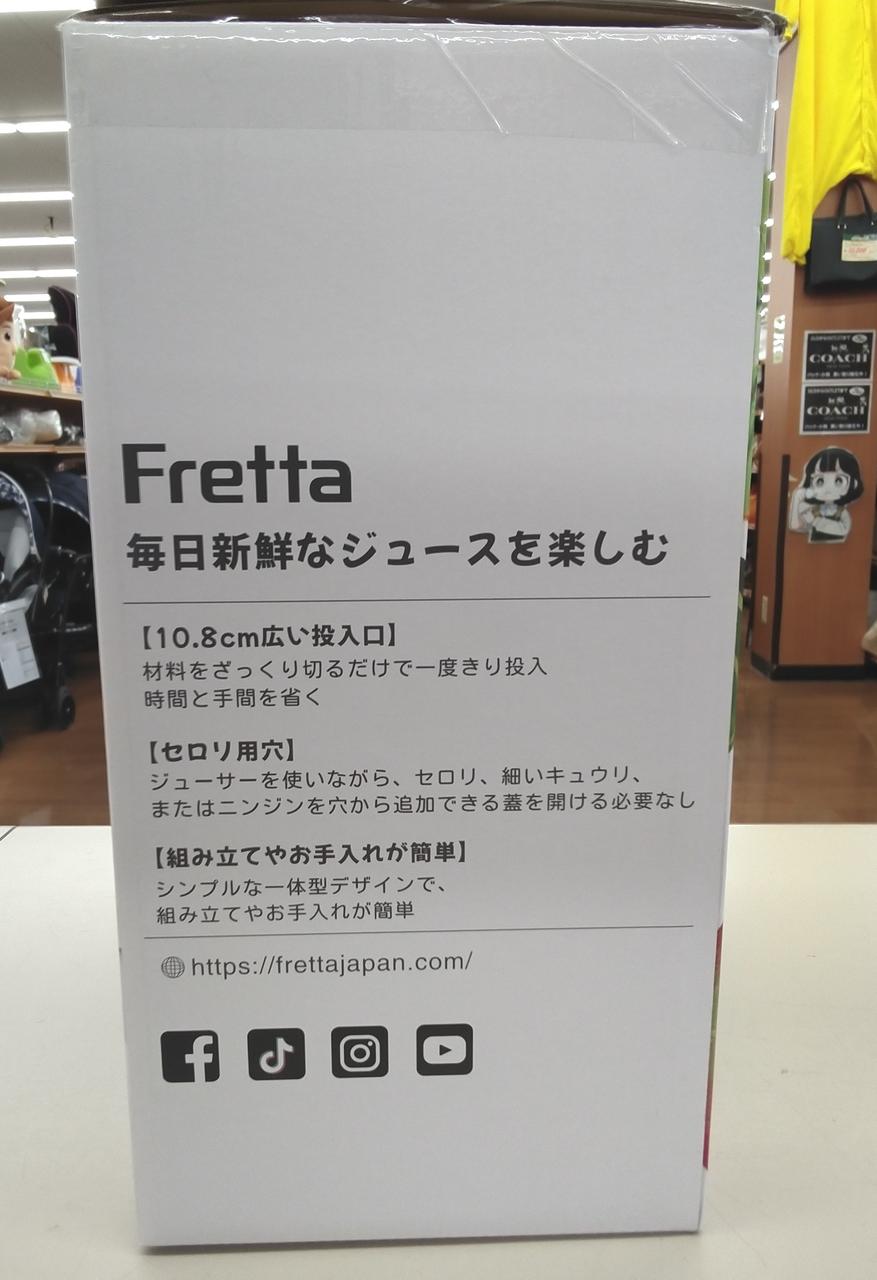 Fretta
毎日新鮮なジュースを楽しむ
【10.8cm広い投入口】
材料をざっくり切るだけで一度きり投入
時間と手間を省く
【セロリ用穴】
ジューサーを使いながら、セロリ、細いキュウリ、
またはニンジンを穴から追加できる蓋を開ける必要なし
【組み立てやお手入れが簡単】
シンプルな一体型デザインで、
組み立てやお手入れが簡単
https://frettajapan.com/
COACH
COACH